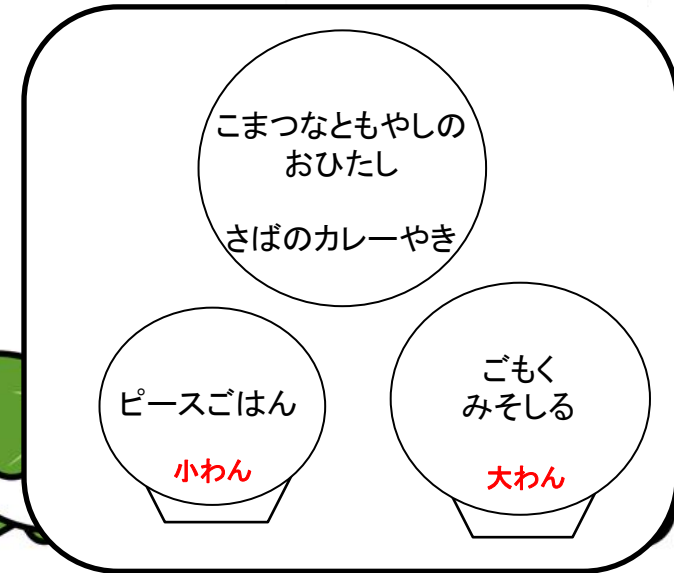 こまつなともやしの
おひたし
さばのカレーやき
ピースごはん
小わん
ごもく
みそしる
大わん